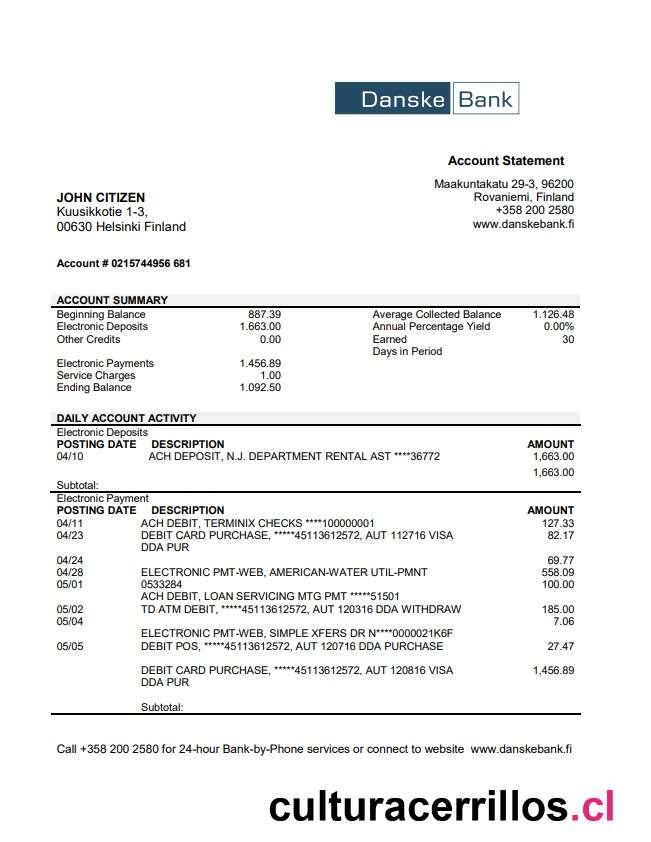 Danske Bank
Account Statement
Maakuntakatu 29-3, 96200
Rovaniemi, Finland
+358 200 2580
www.danskebank.fi
JOHN CITIZEN
Kuusikkotie 1-3,
00630 Helsinki Finland
Account # 0215744956 681
ACCOUNT SUMMARY
Beginning Balance 887.39 Average Collected Balance 1.126.48
Electronic Deposits 1.663.00 Annual Percentage Yield 0.00%
Other Credits 0.00 Earned 30
Days in Period
Electronic Payments 1.456.89
Service Charges 1.00
Ending Balance 1.092.50
DAILY ACCOUNT ACTIVITY
Electronic Deposits
POSTING DATE DESCRIPTION AMOUNT
04/10 ACH DEPOSIT, N.J. DEPARTMENT RENTAL AST ****36772 1,663.00
1,663.00
Subtotal:
Electronic Payment
POSTING DATE DESCRIPTION AMOUNT
04/11 ACH DEBIT, TERMINIX CHECKS ****100000001 127.33
04/23 DEBIT CARD PURCHASE, *****45113612572, AUT 112716 VISA 82.17
DDA PUR
04/24 69.77
04/28 ELECTRONIC PMT-WEB, AMERICAN-WATER UTIL-PMNT 558.09
05/01 0533284 100.00
ACH DEBIT, LOAN SERVICING MTG PMT *****51501
05/02 TD ATM DEBIT, *****45113612572, AUT 120316 DDA WITHDRAW 185.00
05/04 7.06
ELECTRONIC PMT-WEB, SIMPLE XFERS DR N****0000021K6F
05/05 DEBIT POS, ****45113612572, AUT 120716 DDA PURCHASE 27.47
DEBIT CARD PURCHASE, *****45113612572, AUT 120816 VISA 1,456.89
DDA PUR
Subtotal:
Call +358 200 2580 for 24-hour Bank-by-Phone services or connect to website www.danskebank.fi
culturacerrillos.cl